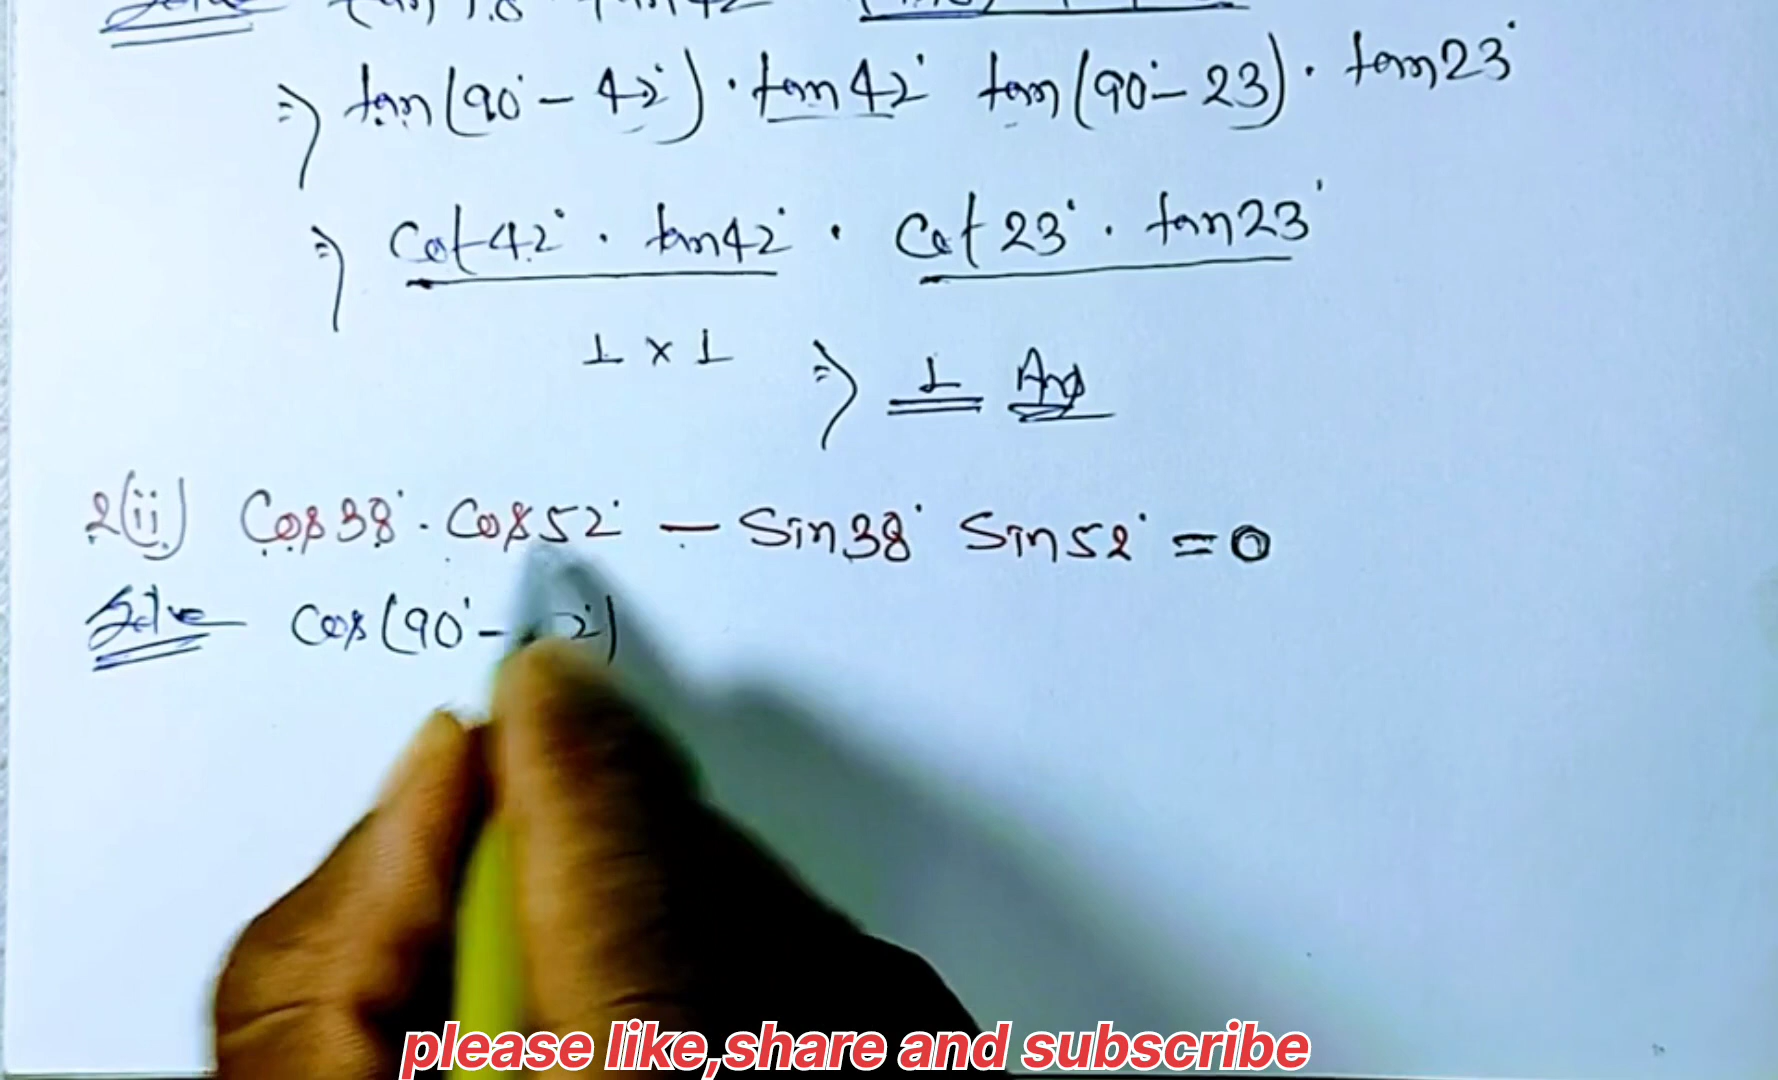 ⇒ tan(90° - 42°) · tan42° tan(90° - 23) · tan23°
⇒ Cot42° · tan42° · Cot23° · tan23°
1 × 1 ⇒ 1 Ans
2(ii) Cos38° · Cos52° - Sin38° Sin52° = 0
Solve Cos(90° - 2°)
please like,share and subscribe